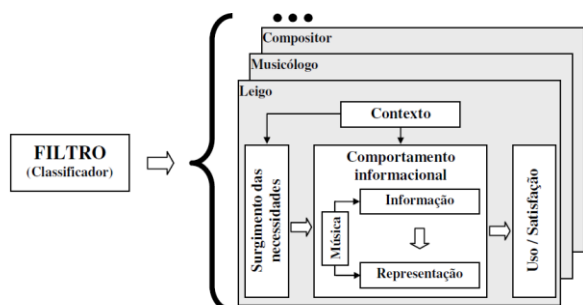 •••
Compositor
Musicólogo
Leigo
Contexto
FILTRO
(Classificador)
Surgimento das
necessidades
Comportamento
informacional
Música
Informação
Representação
Uso / Satisfação